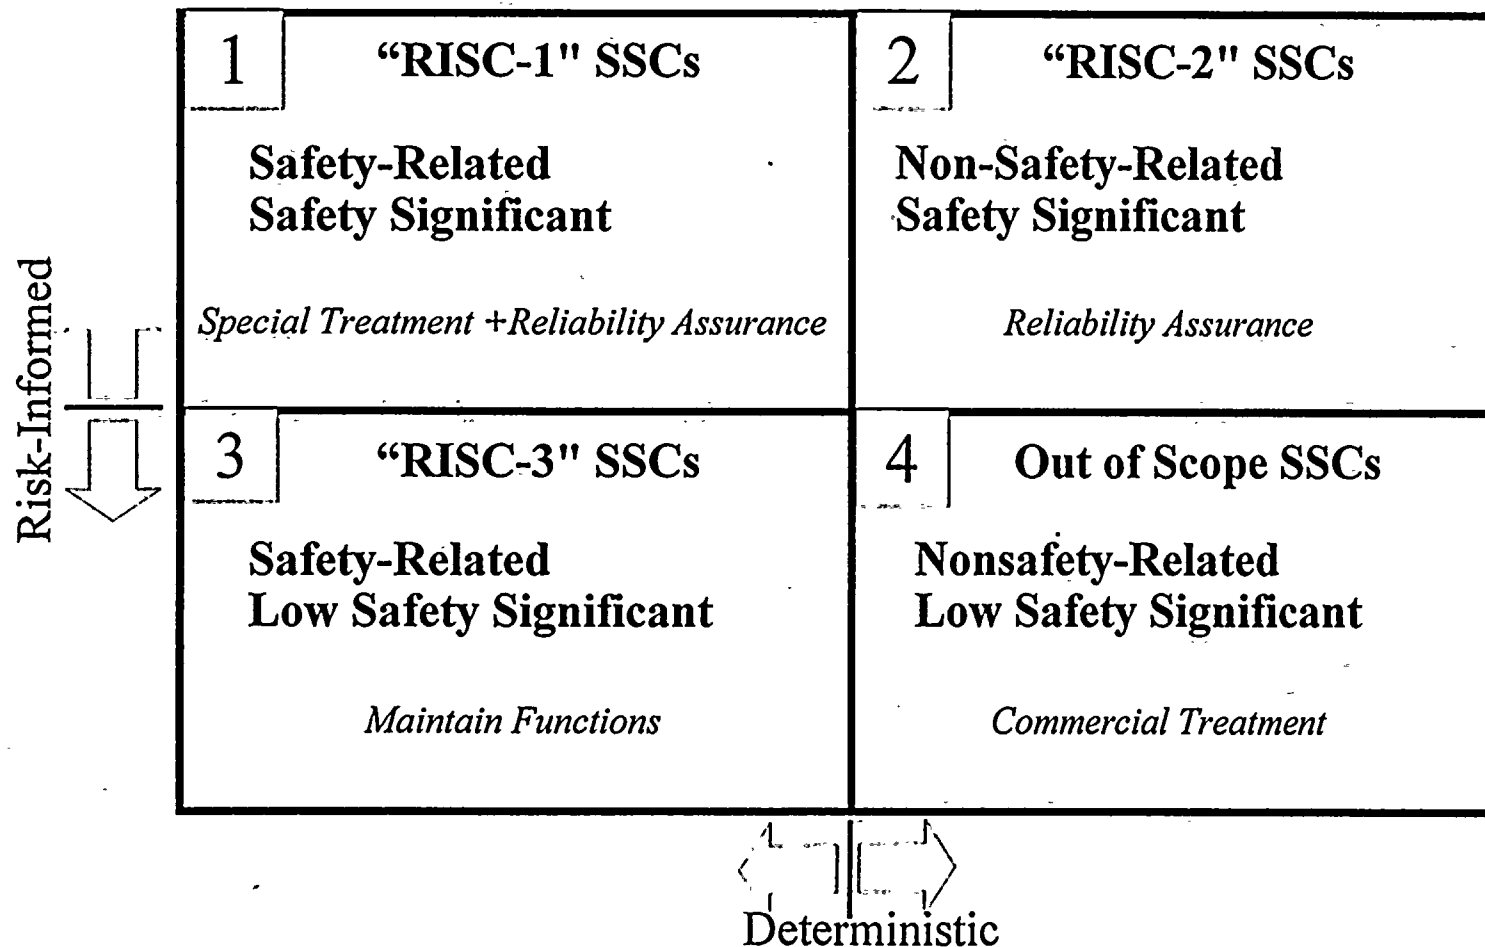 1
“RISC-1" SSCs
Safety-Related
Safety Significant
Special Treatment +Reliability Assurance
2
“RISC-2" SSCs
Non-Safety-Related
Safety Significant
Reliability Assurance
Risk-Informed
3
“RISC-3" SSCs
Safety-Related
Low Safety Significant
Maintain Functions
4
Out of Scope SSCs
Nonsafety-Related
Low Safety Significant
Commercial Treatment
Deterministic